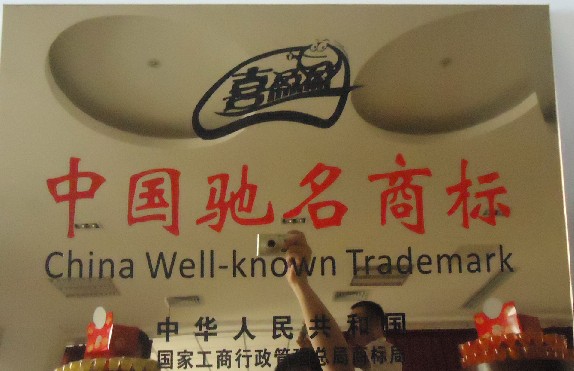 喜盈盈
中国驰名商标
China Well-known Trademark
中华人民共和国
国家工商行政管理总局商标局